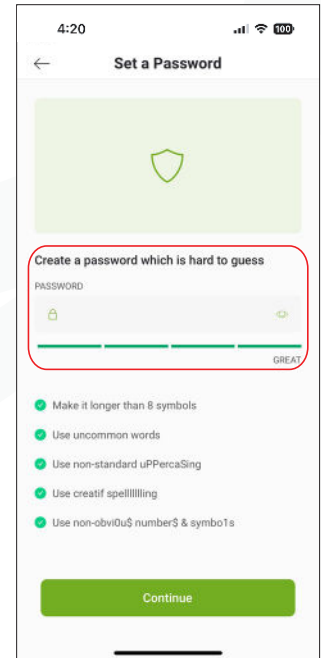 4:20
100
Set a Password
Create a password which is hard to guess
PASSWORD
GREAT
Make it longer than 8 symbols
Use uncommon words
Use non-standard uPPercaSing
Use creatif spelllllling
Use non-obvi0u$ number$ & symbo1s
Continue